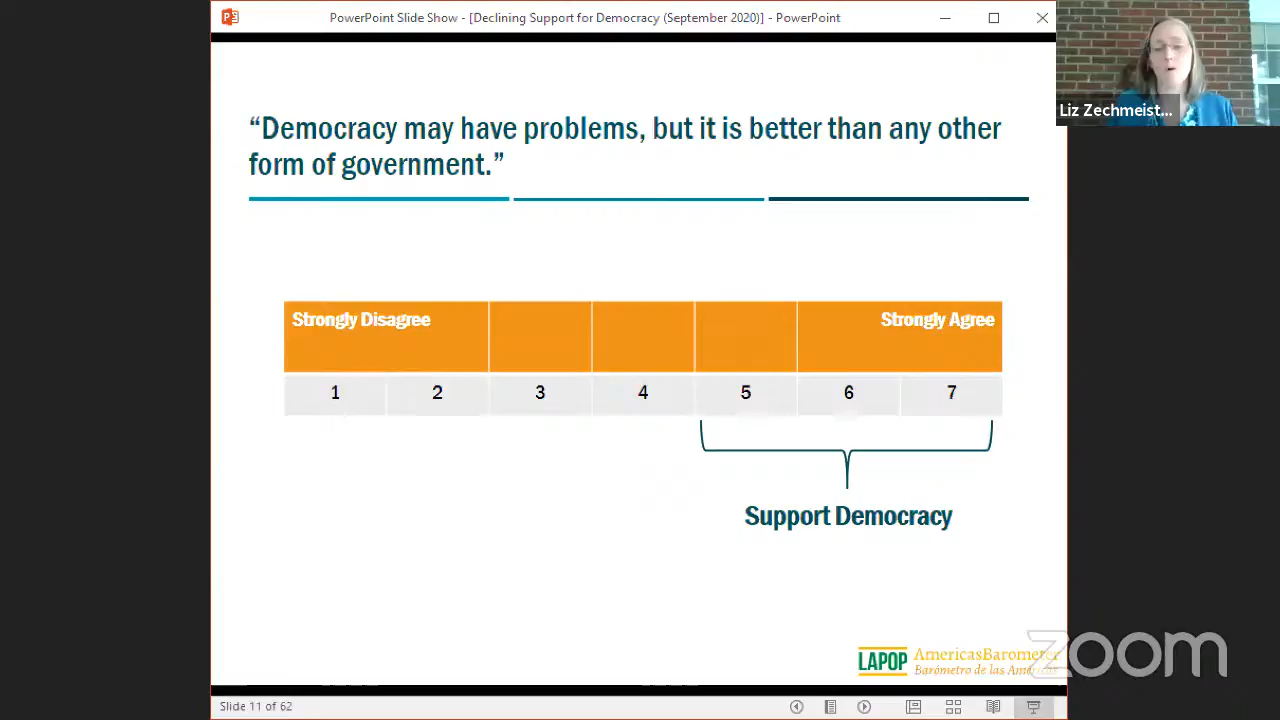 PowerPoint Slide Show - [Declining Support for Democracy (September 2020)] - PowerPoint
Liz Zechmeist...
“Democracy may have problems, but it is better than any other
form of government.”
Strongly Disagree
Strongly Agree
1 2 3 4 5 6 7
Support Democracy
LAPOP
AmericasBarometer
Barómetro de las Américas
zoom
Slide 11 of 62